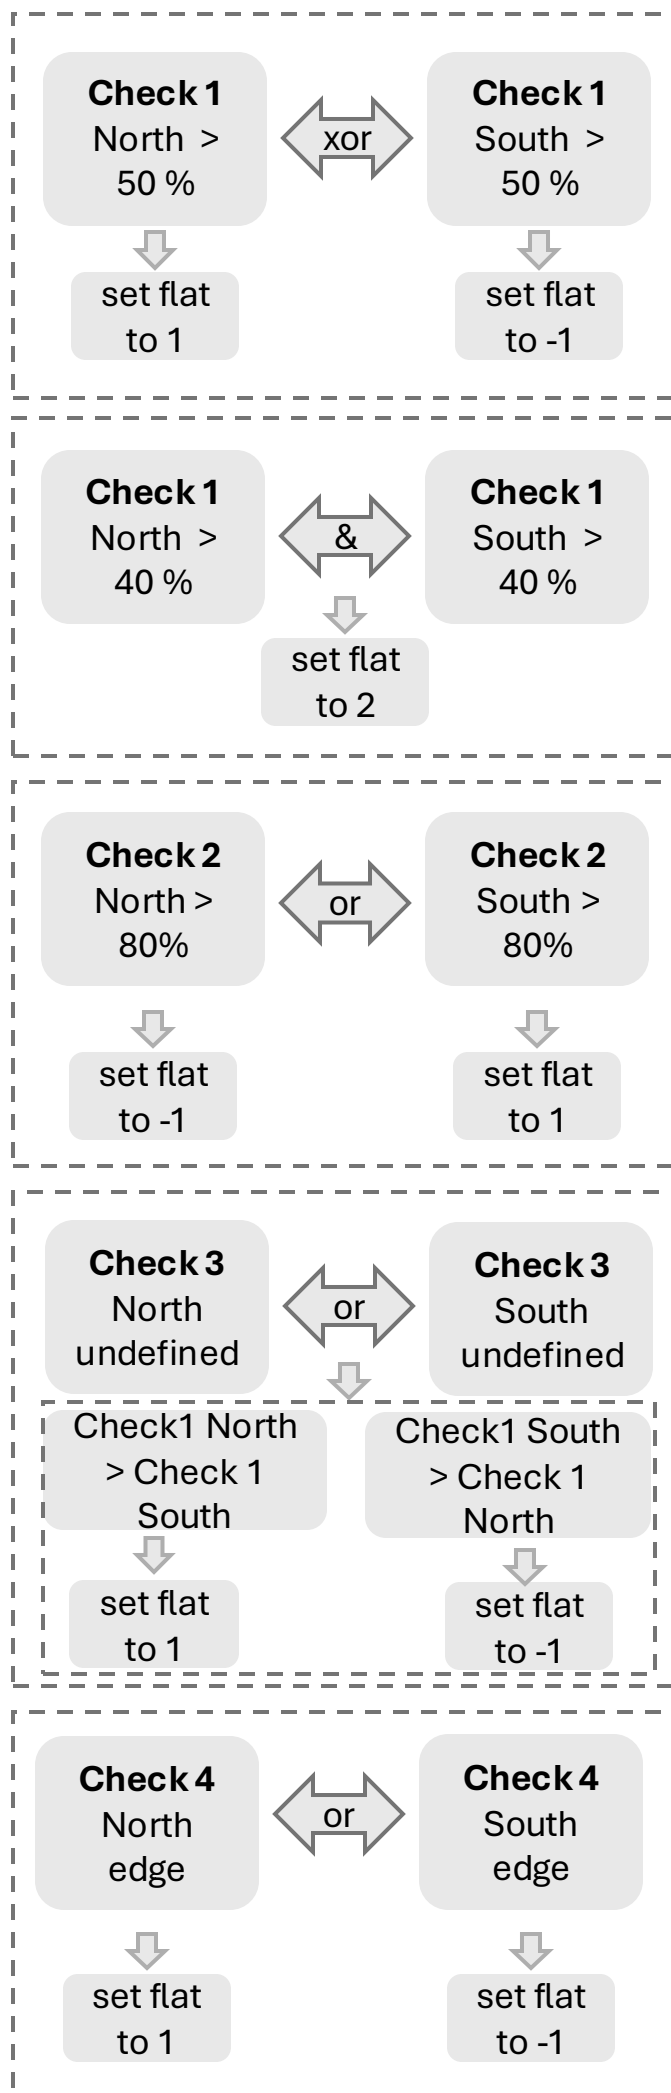 Check 1
North >
50 %
xor
Check 1
South >
50 %
set flat
to 1
set flat
to -1
Check 1
North >
40 %
&
Check 1
South >
40 %
set flat
to 2
Check 2
North >
80%
or
Check 2
South >
80%
set flat
to -1
set flat
to 1
Check 3
North
undefined
or
Check 3
South
undefined
Check1 North
> Check 1
South
Check1 South
> Check 1
North
set flat
to 1
set flat
to -1
Check 4
North
edge
or
Check 4
South
edge
set flat
to 1
set flat
to -1